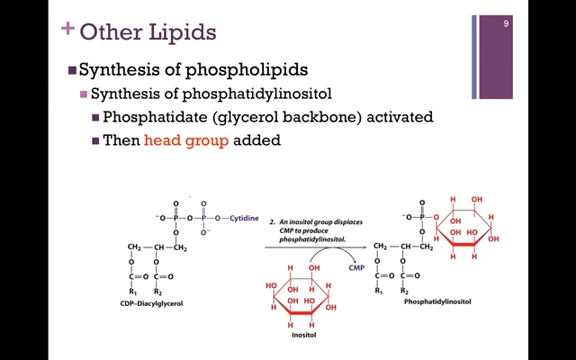 + Other Lipids
9
■ Synthesis of phospholipids
■ Synthesis of phosphatidylinositol
■ Phosphatidate (glycerol backbone) activated
■ Then head group added
O O
⁻O—P—O—P—O—Cytidine
O O⁻
CH₂—CH—CH₂
O O
C=O C=O
R₁ R₂
CDP–Diacylglycerol
2. An inositol group displaces
CMP to produce
phosphatidylinositol.
CMP
H OH
HO OH H H
H OH HO OH
H H
Inositol
O H OH
⁻O—P—O OH H
O H OH HO OH
CH₂—CH—CH₂ H H
O O
C=O C=O
R₁ R₂
Phosphatidylinositol